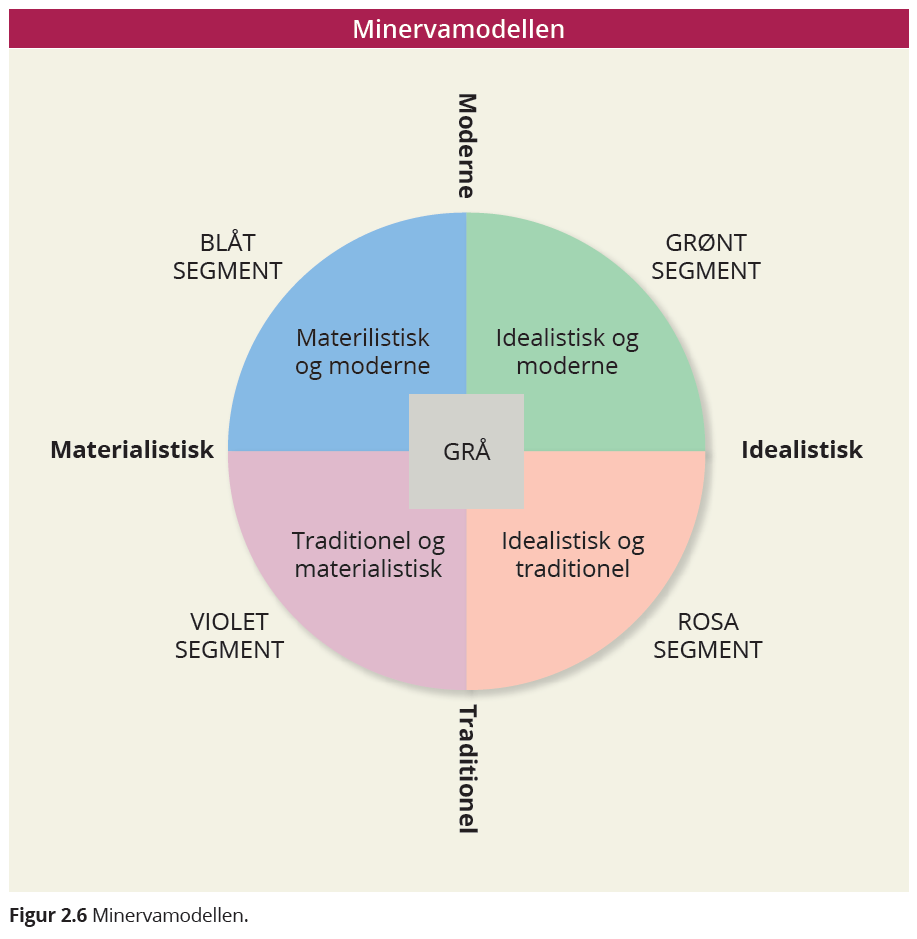 Minervamodellen
Moderne
BLÅT
SEGMENT
GRØNT
SEGMENT
Materilistisk
og moderne
Idealistisk og
moderne
Materialistisk
GRÅ
Idealistisk
Traditionel og
materialistisk
Idealistisk og
traditionel
VIOLET
SEGMENT
ROSA
SEGMENT
Traditionel
Figur 2.6 Minervamodellen.